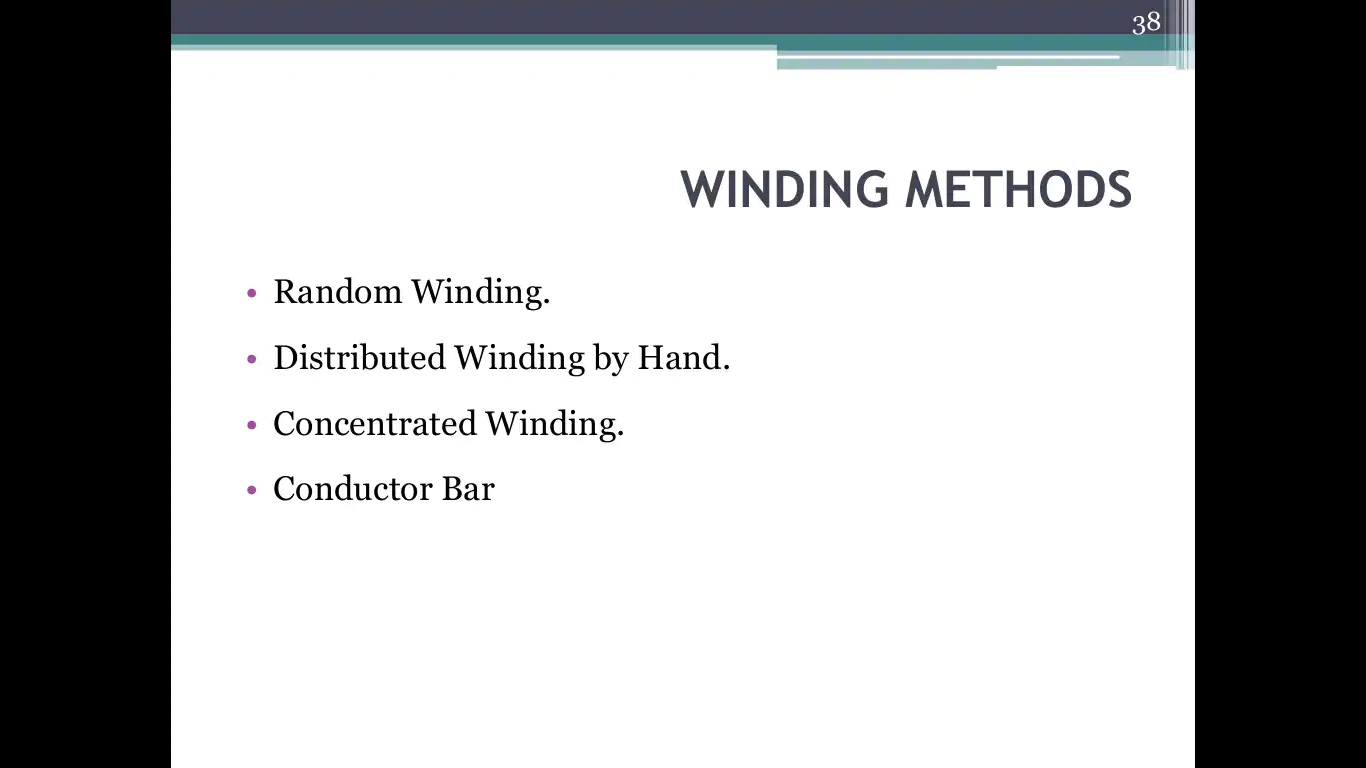 38
WINDING METHODS
• Random Winding.
• Distributed Winding by Hand.
• Concentrated Winding.
• Conductor Bar